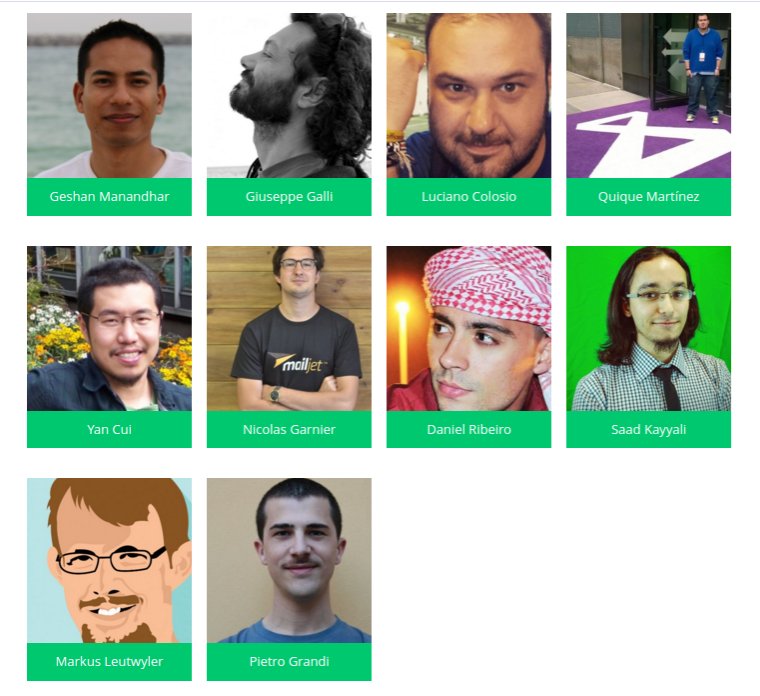 Geshan Manandhar
Giuseppe Galli
Luciano Colosio
Quique Martínez
Yan Cui
mailjet
Nicolas Garnier
Daniel Ribeiro
Saad Kayyali
Markus Leutwyler
Pietro Grandi